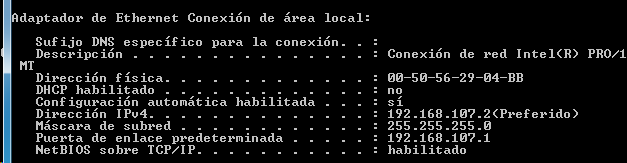 Adaptador de Ethernet Conexión de área local:
Sufijo DNS específico para la conexión. . :
Descripción . . . . . . . . . . . . . . . : Conexión de red Intel(R) PRO/1
MT
Dirección física. . . . . . . . . . . . . : 00-50-56-29-04-BB
DHCP habilitado . . . . . . . . . . . . . : no
Configuración automática habilitada . . . : sí
Dirección IPv4. . . . . . . . . . . . . . : 192.168.107.2(Preferido)
Máscara de subred . . . . . . . . . . . . : 255.255.255.0
Puerta de enlace predeterminada . . . . . : 192.168.107.1
NetBIOS sobre TCP/IP. . . . . . . . . . . : habilitado